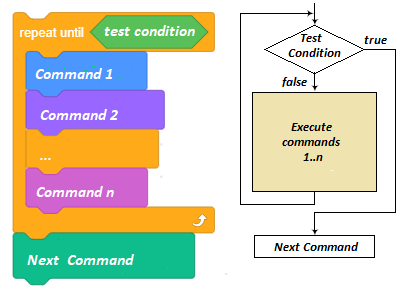 repeat until test condition
Command 1
Command 2
...
Command n
Next Command
Test
Condition
true
false
Execute
commands
1..n
Next Command